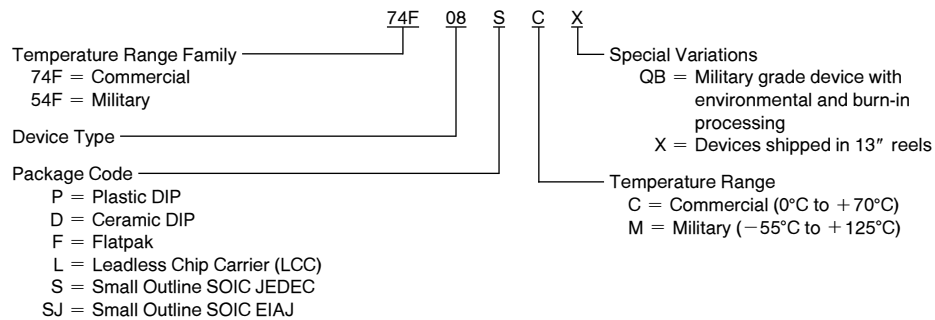 74F 08 S C X
Temperature Range Family
74F = Commercial
54F = Military
Device Type
Package Code
P = Plastic DIP
D = Ceramic DIP
F = Flatpak
L = Leadless Chip Carrier (LCC)
S = Small Outline SOIC JEDEC
SJ = Small Outline SOIC EIAJ
Special Variations
QB = Military grade device with
environmental and burn-in
processing
X = Devices shipped in 13″ reels
Temperature Range
C = Commercial (0°C to +70°C)
M = Military (−55°C to +125°C)